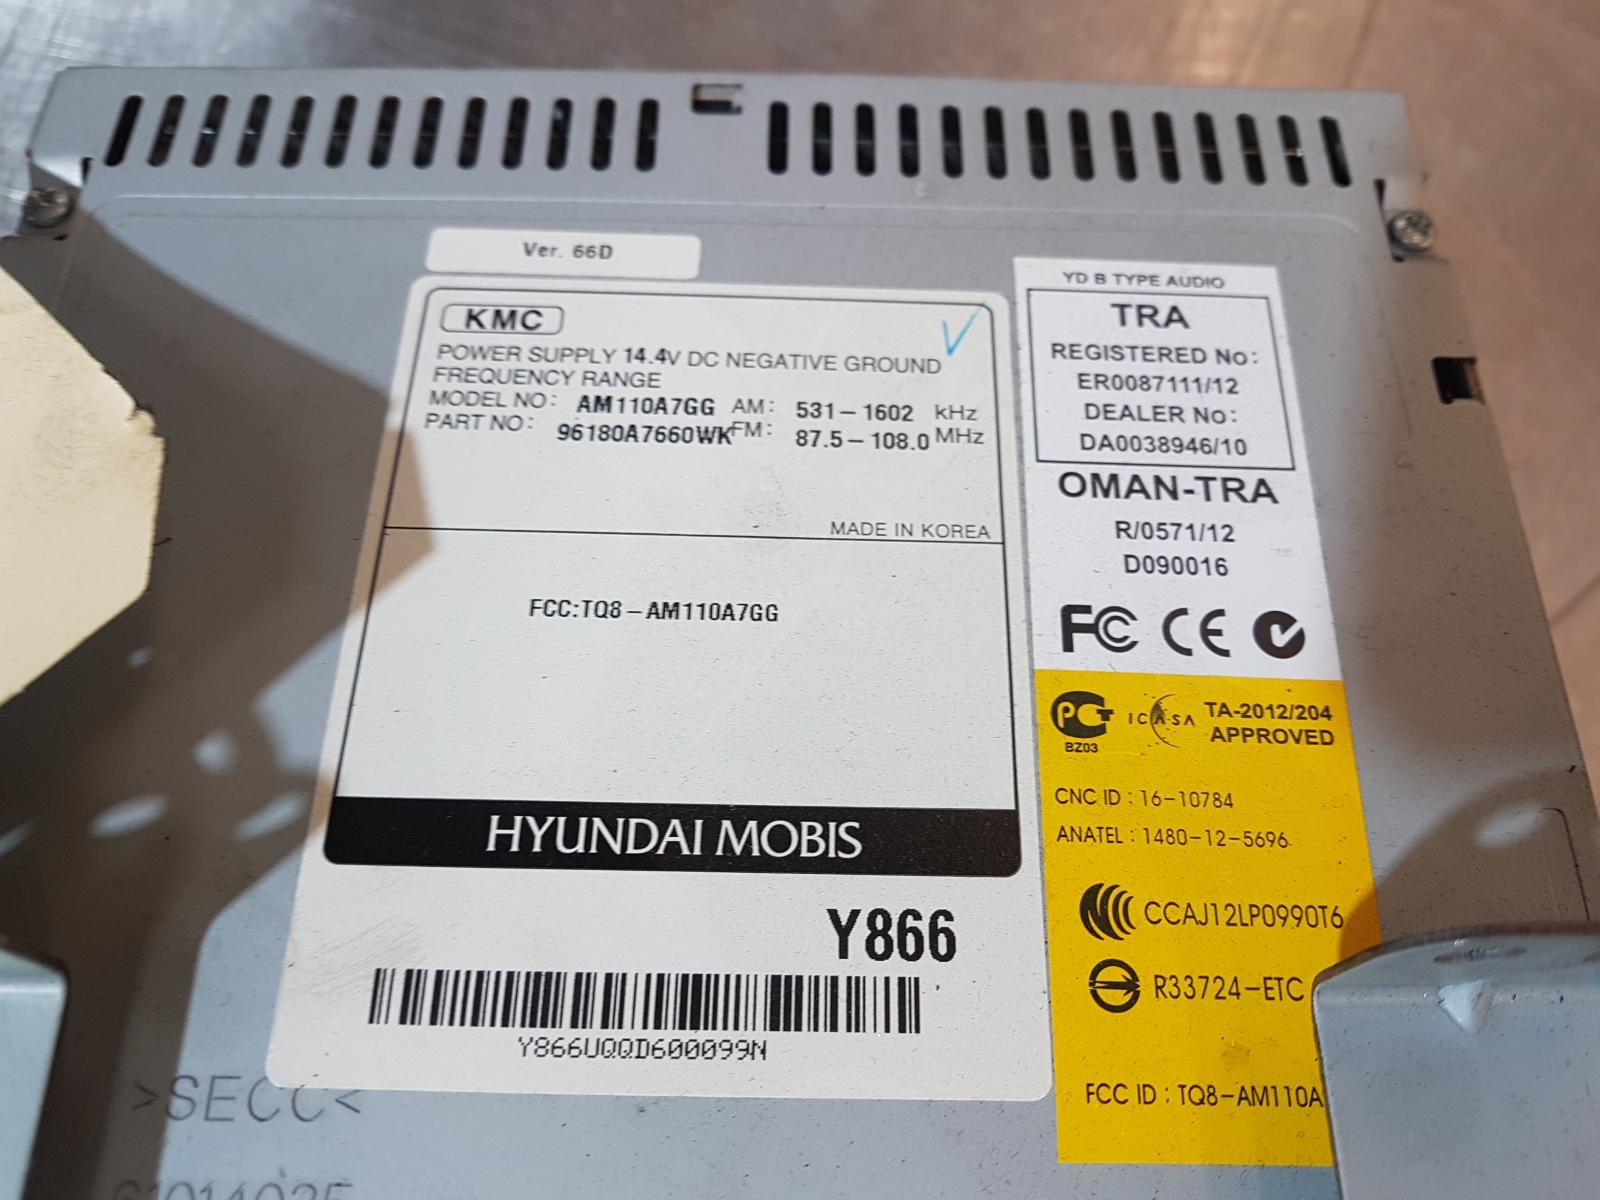 Ver. 66D
KMC
POWER SUPPLY 14.4V DC NEGATIVE GROUND
FREQUENCY RANGE
MODEL NO: AM110A7GG AM: 531-1602 kHz
PART NO: 96180A7660WK FM: 87.5-108.0 MHz
MADE IN KOREA
FCC:TQ8-AM110A7GG
HYUNDAI MOBIS
Y866
Y866UQQD600099N
>SECC<
YD B TYPE AUDIO
TRA
REGISTERED No:
ER0087111/12
DEALER No:
DA0038946/10
OMAN-TRA
R/0571/12
D090016
FC CE
PCT ICASA TA-2012/204
BZ03 APPROVED
CNC ID : 16-10784
ANATEL : 1480-12-5696
CCAJ12LP0990T6
R33724-ETC
FCC ID : TQ8-AM110A